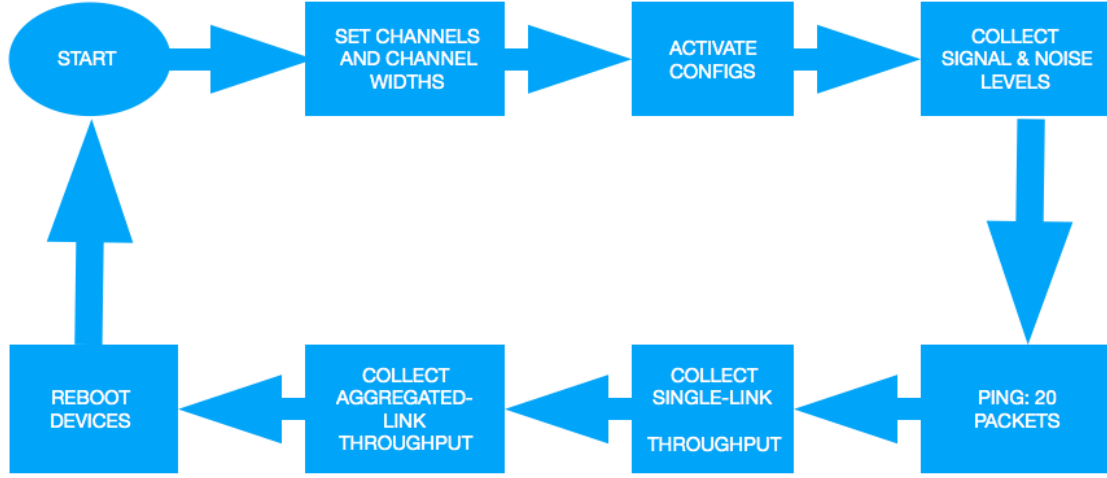 START
SET CHANNELS
AND CHANNEL
WIDTHS
ACTIVATE
CONFIGS
COLLECT
SIGNAL & NOISE
LEVELS
PING: 20
PACKETS
COLLECT
SINGLE-LINK
THROUGHPUT
COLLECT
AGGREGATED-
LINK
THROUGHPUT
REBOOT
DEVICES